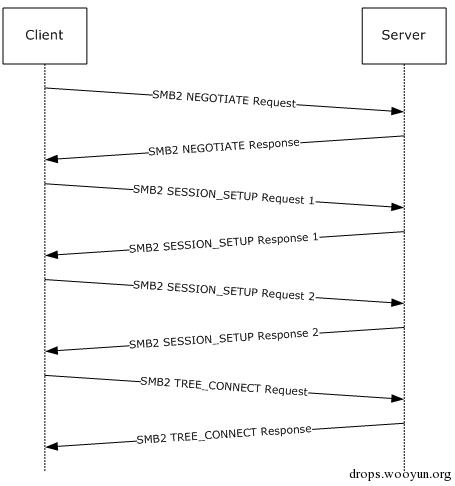 Client
Server
SMB2 NEGOTIATE Request
SMB2 NEGOTIATE Response
SMB2 SESSION_SETUP Request 1
SMB2 SESSION_SETUP Response 1
SMB2 SESSION_SETUP Request 2
SMB2 SESSION_SETUP Response 2
SMB2 TREE_CONNECT Request
SMB2 TREE_CONNECT Response
drops.wooyun.org